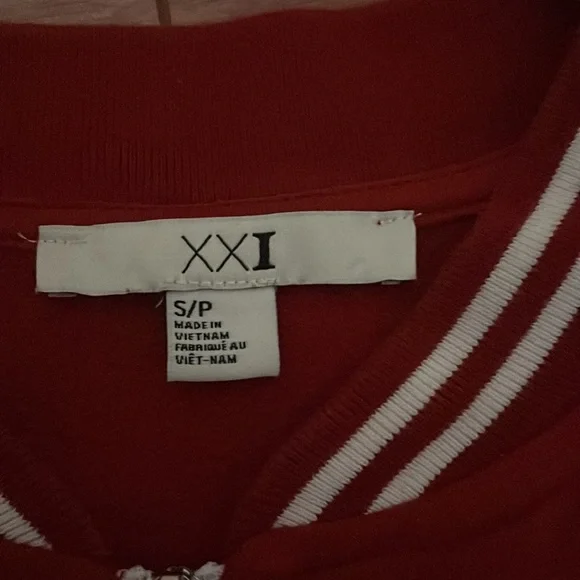 XXI
S/P
MADE IN
VIETNAM
FABRIQUÉ AU
VIÊT-NAM